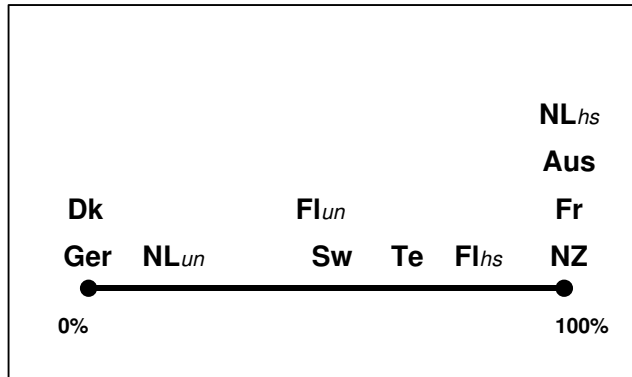 NLhs
Aus
Dk Flun Fr
Ger NLun Sw Te Flhs NZ
0% 100%